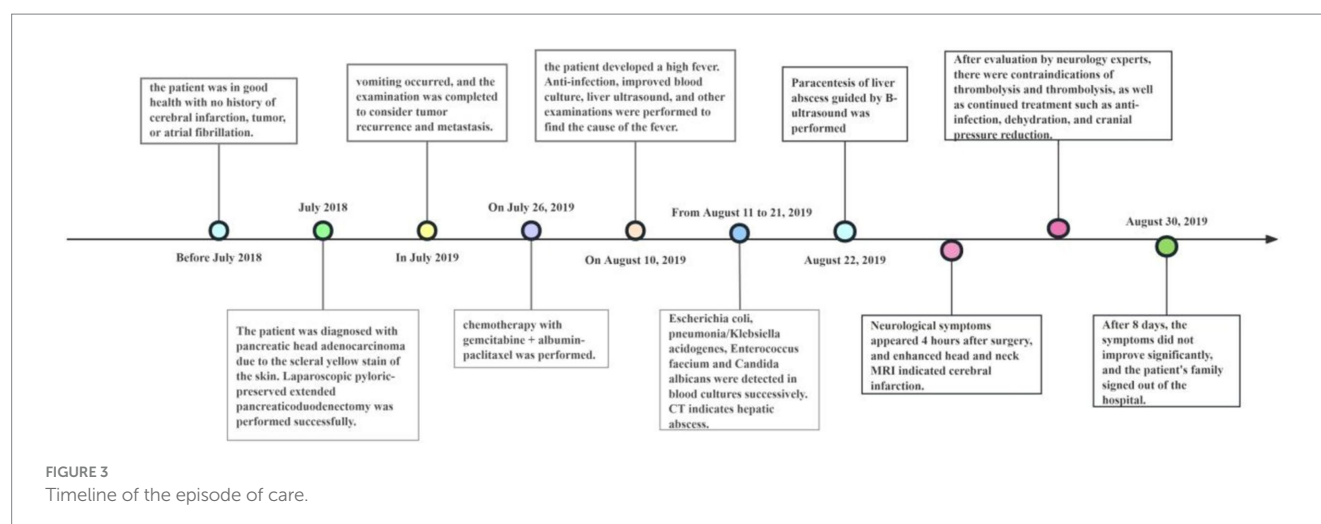 the patient was in good
health with no history of
cerebral infarction, tumor,
or atrial fibrillation.
vomiting occurred, and the
examination was completed
to consider tumor
recurrence and metastasis.
the patient developed a high fever.
Anti-infection, improved blood
culture, liver ultrasound, and other
examinations were performed to
find the cause of the fever.
Paracentesis of liver
abscess guided by B-
ultrasound was
performed
After evaluation by neurology experts,
there were contraindications of
thrombolysis and thrombolysis, as well
as continued treatment such as anti-
infection, dehydration, and cranial
pressure reduction.
July 2018
On July 26, 2019
From August 11 to 21, 2019
August 30, 2019
Before July 2018
In July 2019
On August 10, 2019
August 22, 2019
The patient was diagnosed with
pancreatic head adenocarcinoma
due to the scleral yellow stain of
the skin. Laparoscopic pyloric-
preserved extended
pancreaticoduodenectomy was
performed successfully.
chemotherapy with
gemcitabine + albumin-
paclitaxel was performed.
Escherichia coli,
pneumonia/Klebsiella
acidogenes, Enterococcus
faecium and Candida
albicans were detected in
blood cultures successively.
CT indicates hepatic
abscess.
Neurological symptoms
appeared 4 hours after surgery,
and enhanced head and neck
MRI indicated cerebral
infarction.
After 8 days, the
symptoms did not
improve significantly,
and the patient's family
signed out of the
hospital.
FIGURE 3
Timeline of the episode of care.